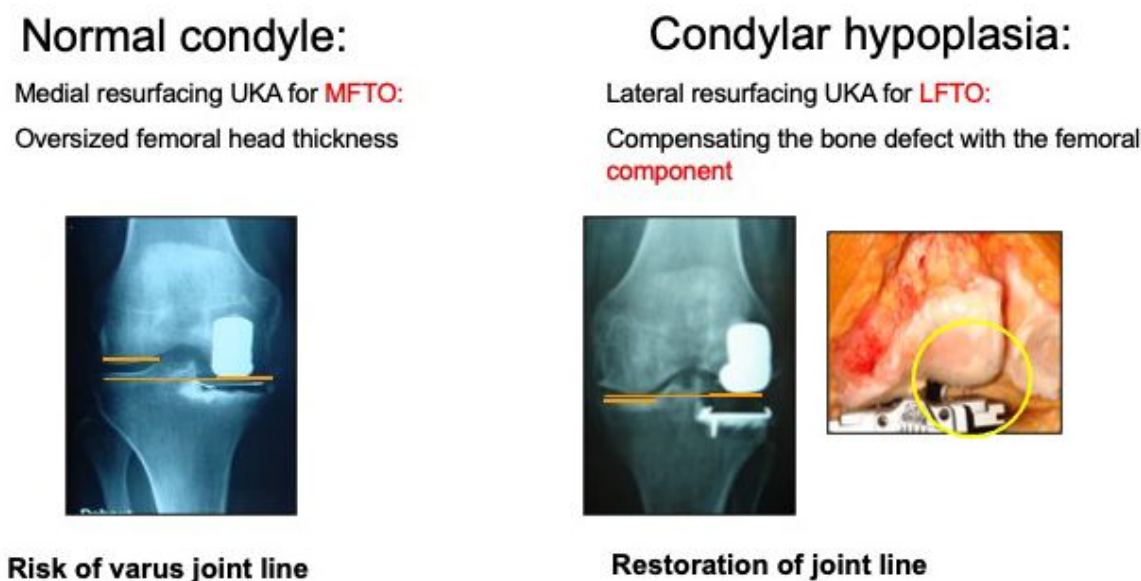 Normal condyle:
Medial resurfacing UKA for MFTO:
Oversized femoral head thickness
Risk of varus joint line
Condylar hypoplasia:
Lateral resurfacing UKA for LFTO:
Compensating the bone defect with the femoral
component
Restoration of joint line